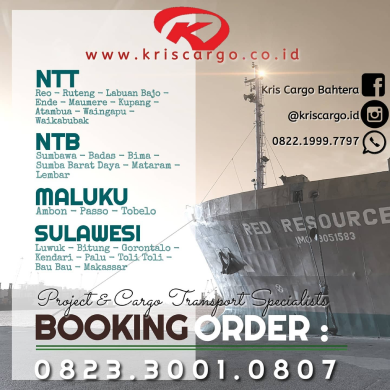 www.kriscargo.co.id
NTT
Reo - Ruteng - Labuan Bajo -
Ende - Maumere - Kupang -
Atambua - Waingapu -
Waikabubak
NTB
Sumbawa - Badas - Bima -
Sumba Barat Daya - Mataram -
Lembar
MALUKU
Ambon - Passo - Tobelo
SULAWESI
Luwuk - Bitung - Gorontalo -
Kendari - Palu - Toli Toli -
Bau Bau - Makassar
Kris Cargo Bahtera
@kriscargo.id
0822.1999.7797
RED RESOURCE
IMO 9051583
Project & Cargo Transport Specialists
BOOKING ORDER :
0823.3001.0807